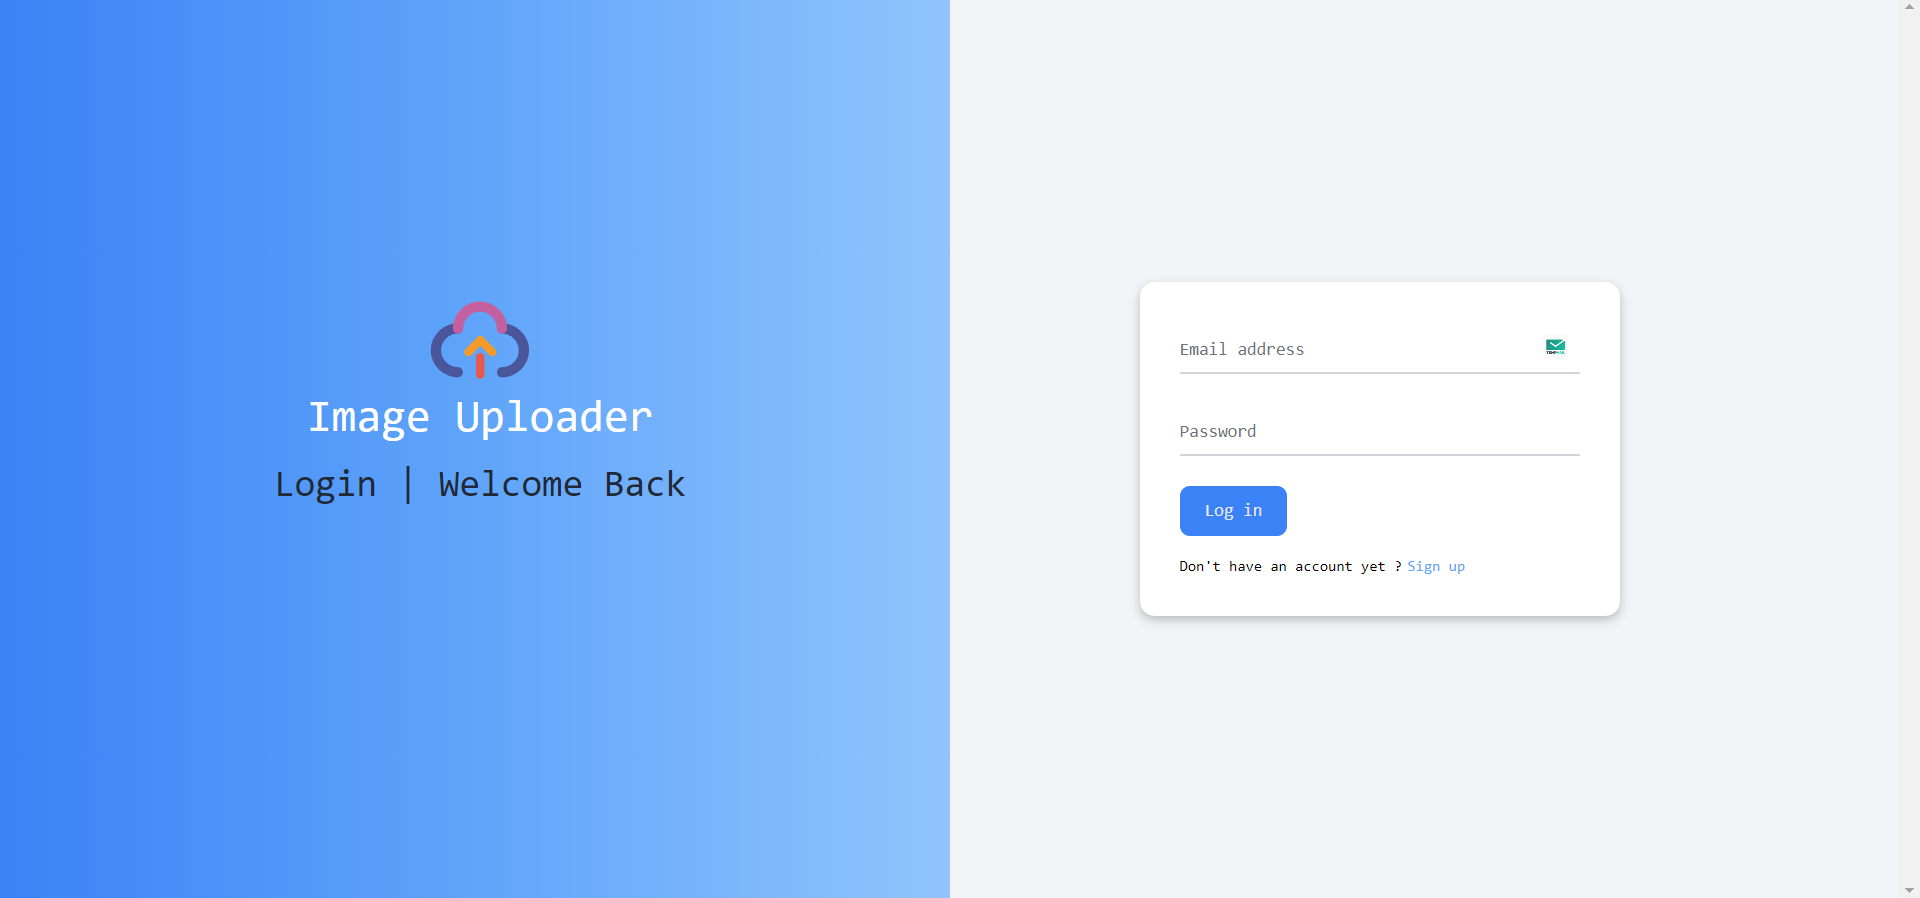 Image Uploader
Login | Welcome Back
Email address
Password
Log in
Don't have an account yet ? Sign up